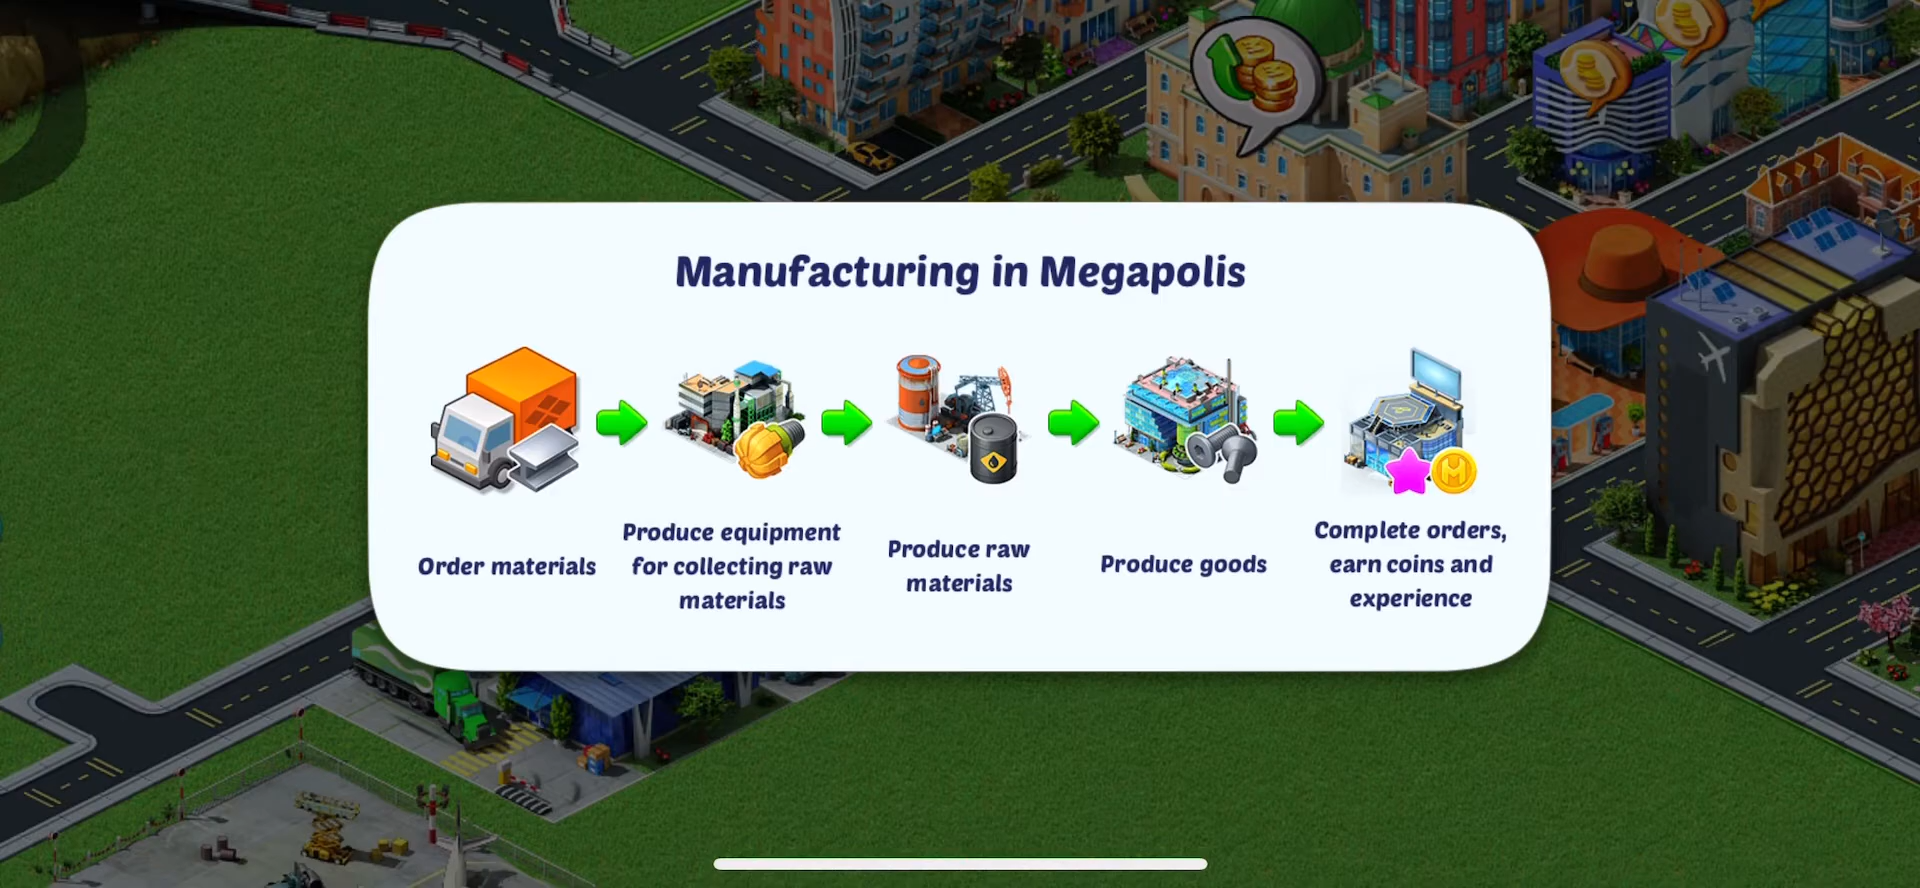 Manufacturing in Megapolis
Order materials
Produce equipment
for collecting raw
materials
Produce raw
materials
Produce goods
Complete orders,
earn coins and
experience